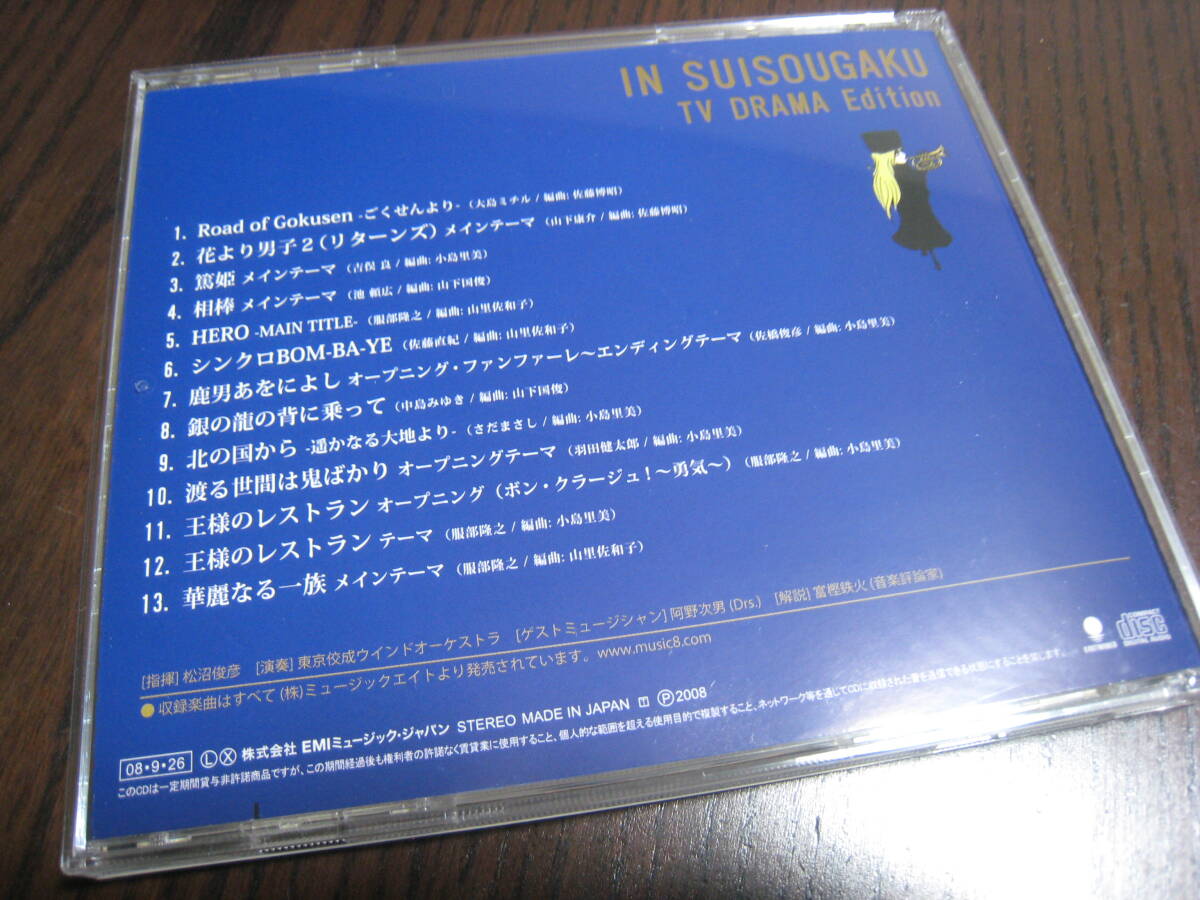 IN SUISOUGAKU
TV DRAMA Edition
1. Road of Gokusen -ごくせんより-（大島ミチル / 編曲: 佐藤博昭）
2. 花より男子２（リターンズ）メインテーマ（山下康介 / 編曲: 佐藤博昭）
3. 篤姫 メインテーマ（吉俣 良 / 編曲: 小島里美）
4. 相棒 メインテーマ（池 頼広 / 編曲: 山下国俊）
5. HERO -MAIN TITLE-（服部隆之 / 編曲: 山里佐和子）
6. シンクロBOM-BA-YE（佐藤直紀 / 編曲: 山里佐和子）
7. 鹿男あをによし オープニング・ファンファーレ〜エンディングテーマ（佐橋俊彦 / 編曲: 小島里美）
8. 銀の龍の背に乗って（中島みゆき / 編曲: 山下国俊）
9. 北の国から -遥かなる大地より-（さだまさし / 編曲: 小島里美）
10. 渡る世間は鬼ばかり オープニングテーマ（羽田健太郎 / 編曲: 小島里美）
11. 王様のレストラン オープニング（ボン・クラージュ！〜勇気〜）（服部隆之 / 編曲: 小島里美）
12. 王様のレストラン テーマ（服部隆之 / 編曲: 小島里美）
13. 華麗なる一族 メインテーマ（服部隆之 / 編曲: 山里佐和子）
[指揮] 松沼俊彦 [演奏] 東京佼成ウインドオーケストラ [ゲストミュージシャン] 阿野次男 (Drs.) [解説] 富樫鉄火 (音楽評論家)
●収録楽曲はすべて (株)ミュージックエイトより発売されています。www.music8.com
COMPACT disc DIGITAL AUDIO
08・9・26 Ⓛ Ⓧ 株式会社 EMIミュージック・ジャパン STEREO MADE IN JAPAN Ⓣ Ⓟ2008
このCDは一定期間貸与非許諾商品ですが、この期間経過後も権利者の許諾なく賃貸業に使用すること、個人的な範囲を超える使用目的で複製すること、ネットワーク等を通じてCDに収録された音を送信できる状態にすることを禁じます。